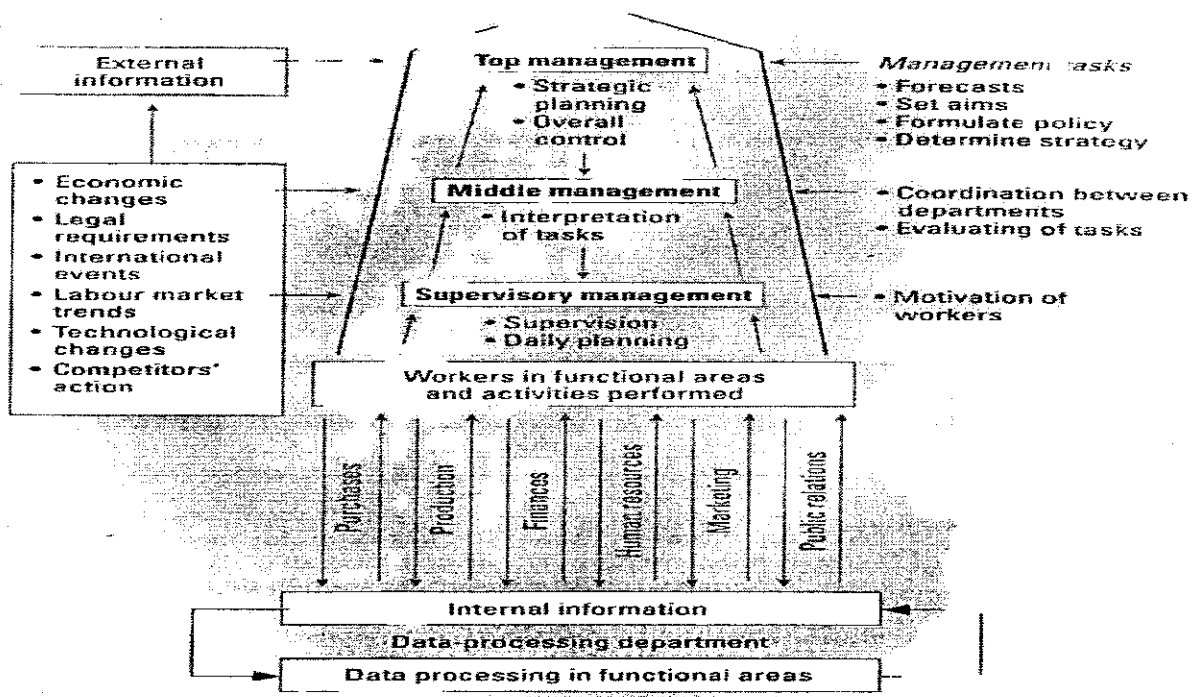 External
information
• Economic
changes
• Legal
requirements
• International
events
• Labour market
trends
• Technological
changes
• Competitors'
action
Top management
• Strategic
planning
• Overall
control
Middle management
• Interpretation
of tasks
Supervisory management
• Supervision
• Daily planning
Workers in functional areas
and activities performed
Management tasks
• Forecasts
• Set aims
• Formulate policy
• Determine strategy
• Coordination between
departments
• Evaluating of tasks
• Motivation of
workers
Purchases
Production
Finances
Human resources
Marketing
Public relations
Internal information
Data-processing department
Data processing in functional areas